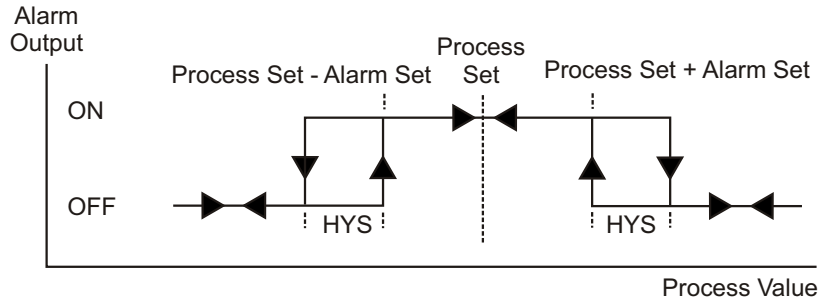 Alarm
Output
Process
Set
Process Set - Alarm Set
Process Set + Alarm Set
ON
OFF
HYS
HYS
Process Value